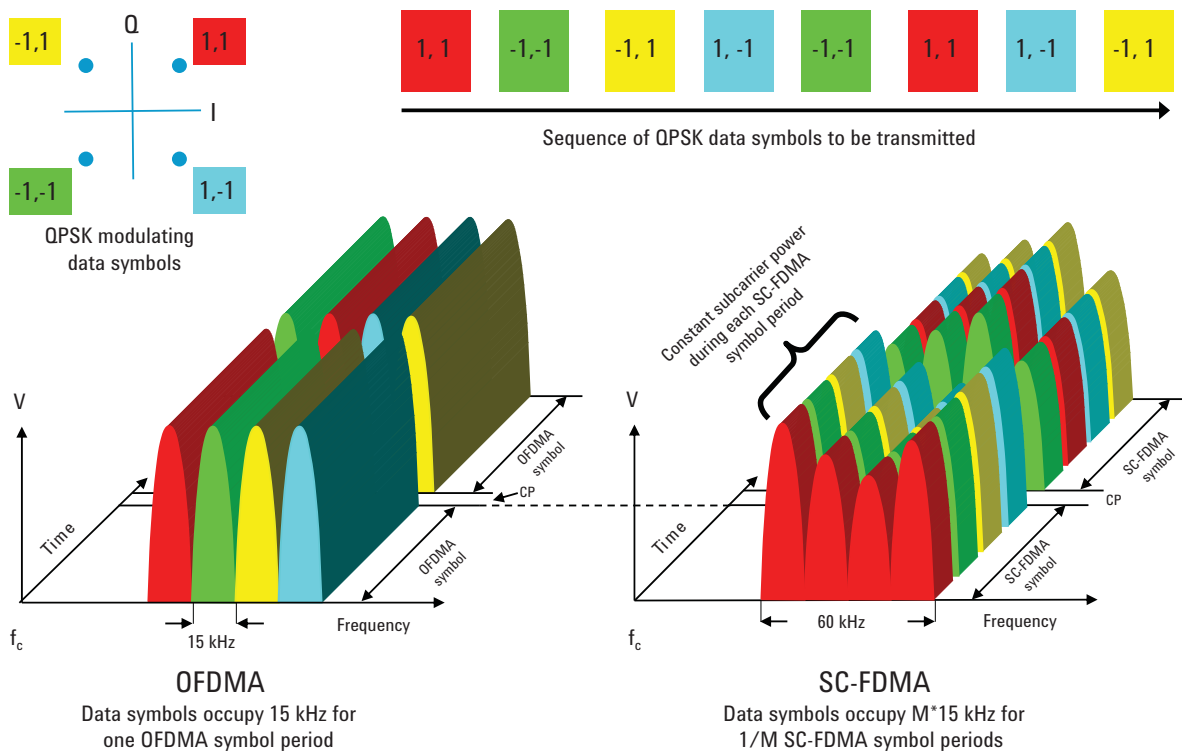 -1,1
Q
1,1
I
-1,-1
1,-1
QPSK modulating
data symbols
1, 1
-1,-1
-1, 1
1, -1
-1,-1
1, 1
1, -1
-1, 1
Sequence of QPSK data symbols to be transmitted
V
Time
OFDMA
symbol
CP
OFDMA
symbol
15 kHz
Frequency
fc
OFDMA
Data symbols occupy 15 kHz for
one OFDMA symbol period
Constant subcarrier power
during each SC-FDMA
symbol period
V
Time
SC-FDMA
symbol
CP
SC-FDMA
symbol
60 kHz
Frequency
fc
SC-FDMA
Data symbols occupy M*15 kHz for
1/M SC-FDMA symbol periods